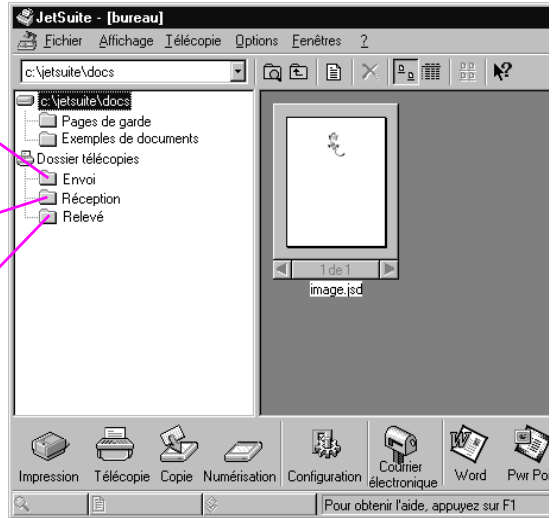 JetSuite - [bureau]
Fichier Affichage Télécopie Options Fenêtres ?
c:\jetsuite\docs
c:\jetsuite\docs
Pages de garde
Exemples de documents
Dossier télécopies
Envoi
Réception
Relevé
1 de 1
image.jsd
Impression Télécopie Copie Numérisation Configuration Courrier électronique Word Pwr Poi
Pour obtenir l'aide, appuyez sur F1